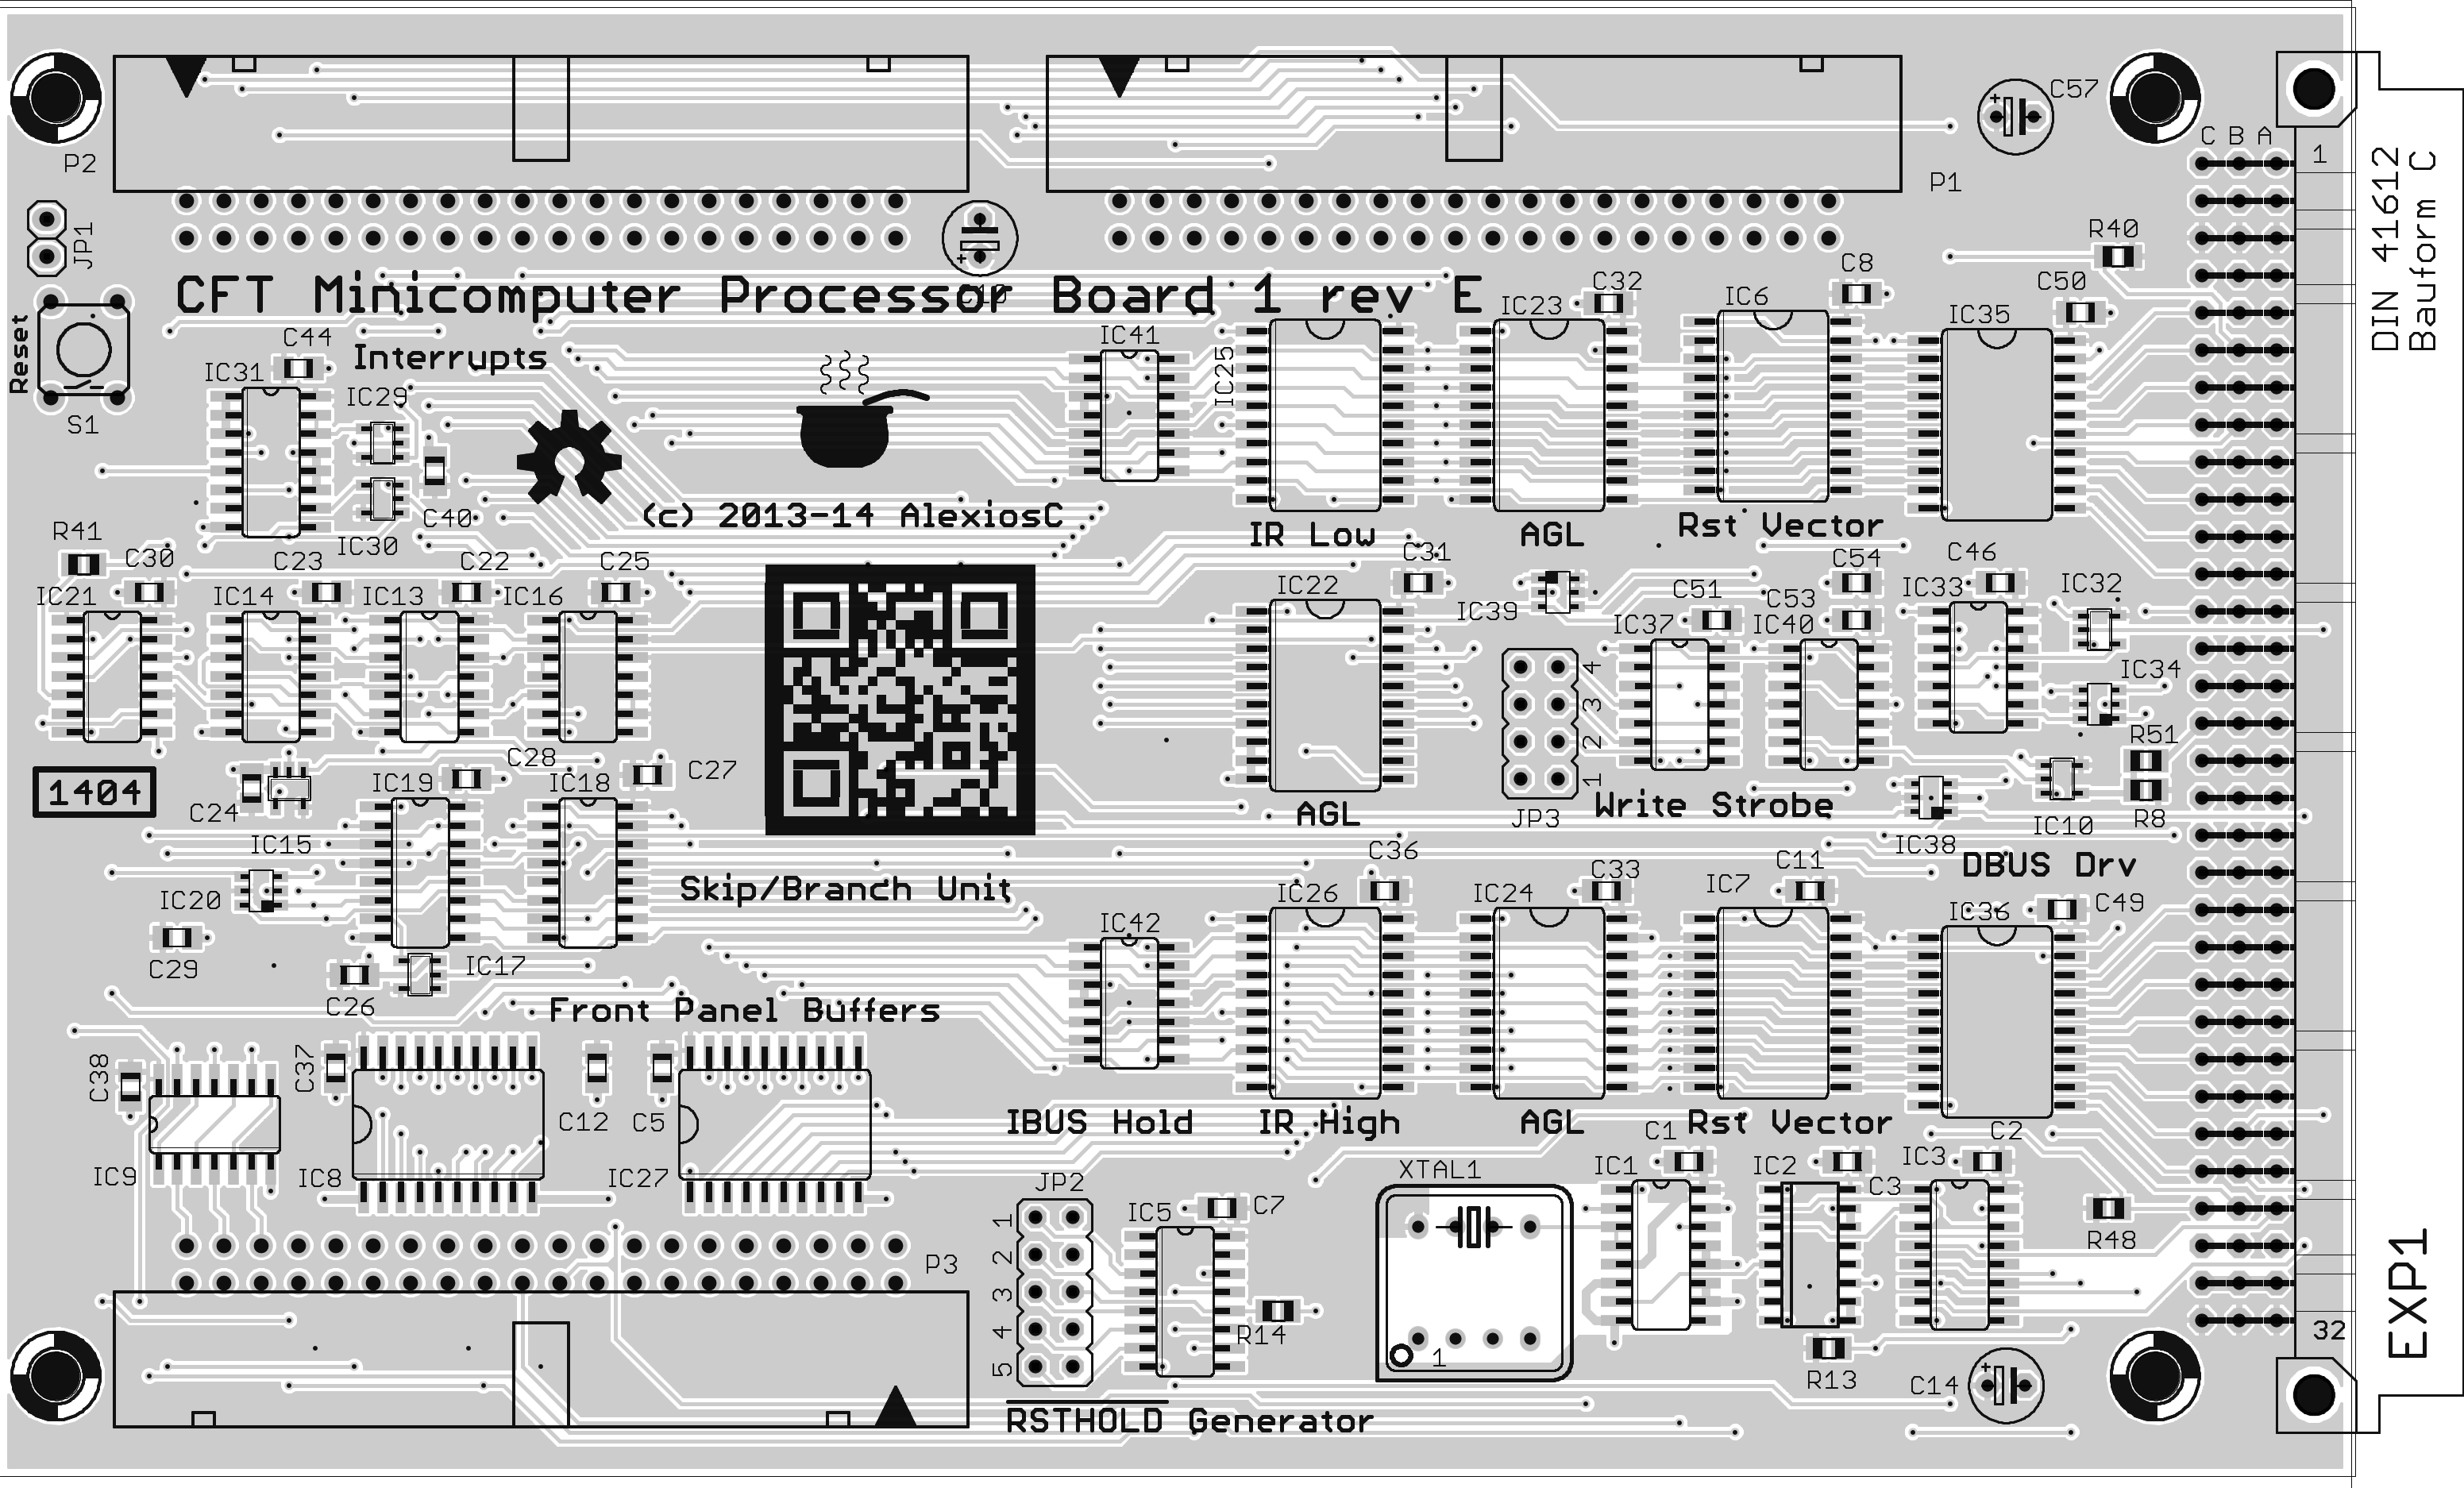 C57
P2
C B A
1
P1
DIN 41612
Bauform C
JP1
R40
C8
C50
C32
C10
CFT Minicomputer Processor Board 1 rev E
IC23
IC6
IC35
Reset
C44
Interrupts
IC41
IC25
IC31
IC29
S1
C40
(c) 2013-14 AlexiosC
IR Low
AGL
Rst Vector
R41
IC30
C30
C23
C22
C25
C31
C54
C46
IC21
IC14
IC13
IC16
IC22
IC39
C51
C53
IC33
IC32
IC37
IC40
4
3
2
1
IC34
R51
C28
C27
IC19
IC18
1404
C24
AGL
JP3
Write Strobe
IC10
R8
IC15
IC38
C36
C33
C11
DBUS Drv
IC20
Skip/Branch Unit
IC26
IC24
IC7
IC36
C49
IC42
C29
IC17
C26
Front Panel Buffers
C38
C37
C12
C5
IBUS Hold
IR High
AGL
Rst Vector
C1
C2
IC9
IC8
IC27
XTAL1
IC1
IC2
IC3
JP2
C3
IC5
C7
1
2
3
4
5
R48
P3
R14
1
EXP1
32
R13
C14
RSTHOLD Generator